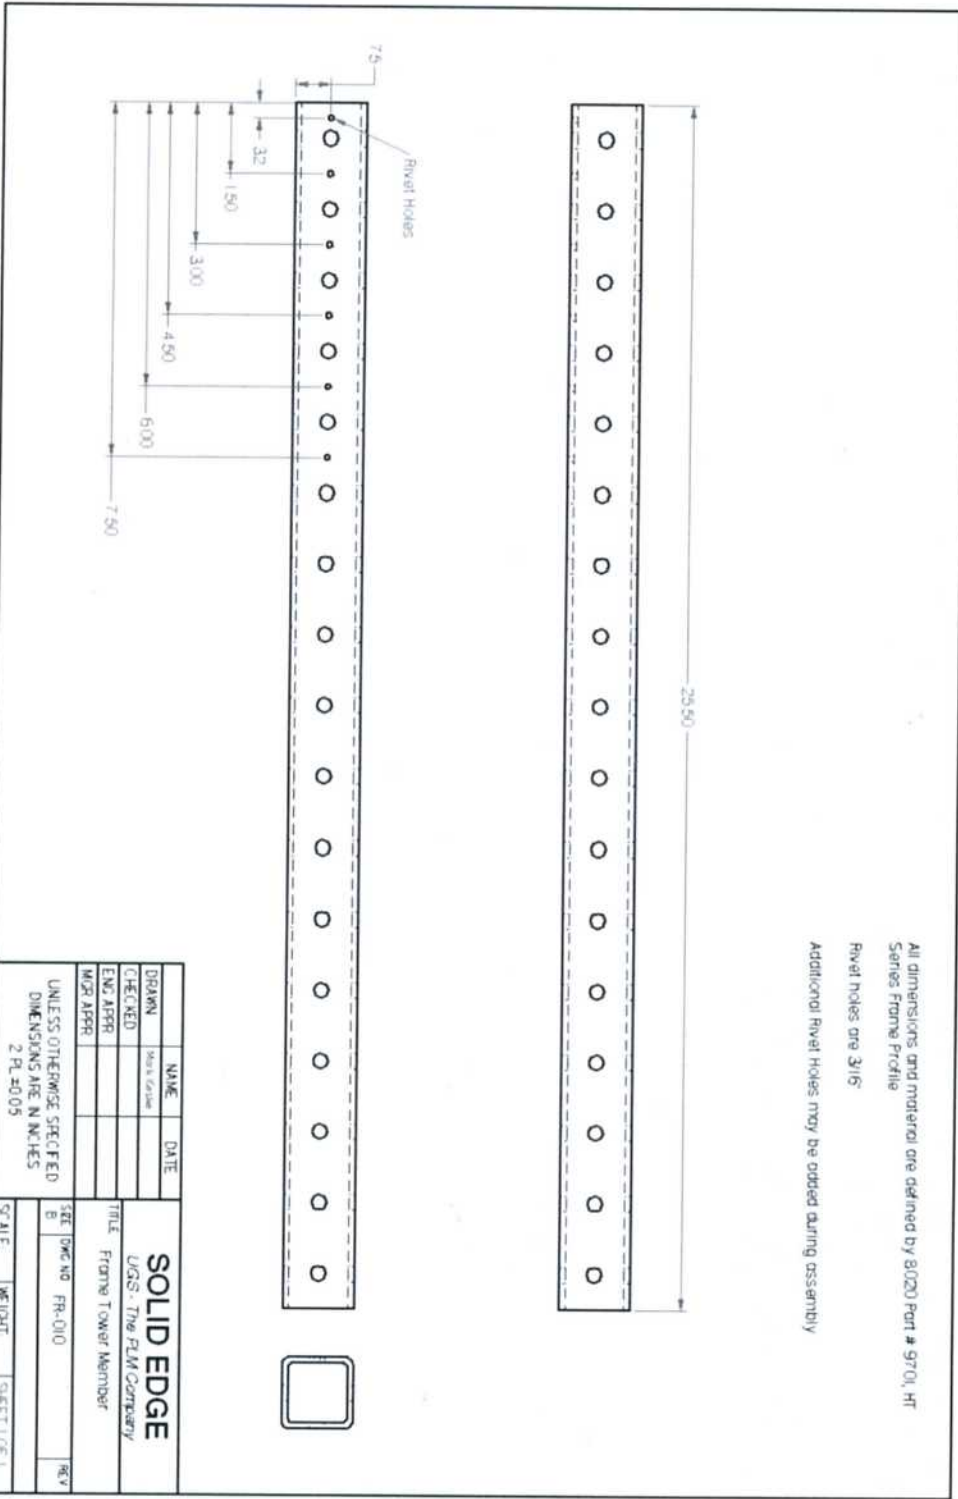 All dimensions and material are defined by 8020 Part # 9701, HT
Series Frame Profile
Rivet holes are 3/16"
Additional Rivet Holes may be added during assembly
25.50
Rivet Holes
.75
.32
1.50
3.00
4.50
6.00
7.50
NAME DATE
DRAWN
CHECKED
ENG APPR
MGR APPR
UNLESS OTHERWISE SPECIFIED
DIMENSIONS ARE IN INCHES
2 PL ±0.05
SOLID EDGE
UGS - The PLM Company
TITLE
Frame Tower Member
SIZE DWG NO REV
B FR-010
SCALE WEIGHT SHEET 1 OF 1